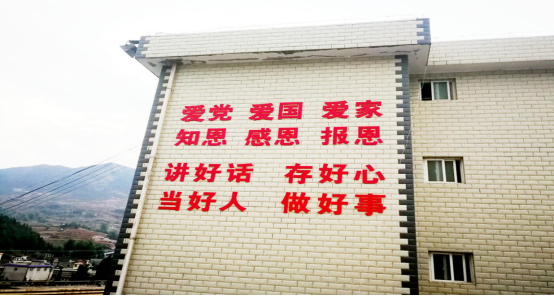 爱党 爱国 爱家
知恩 感恩 报恩
讲好话 存好心
当好人 做好事